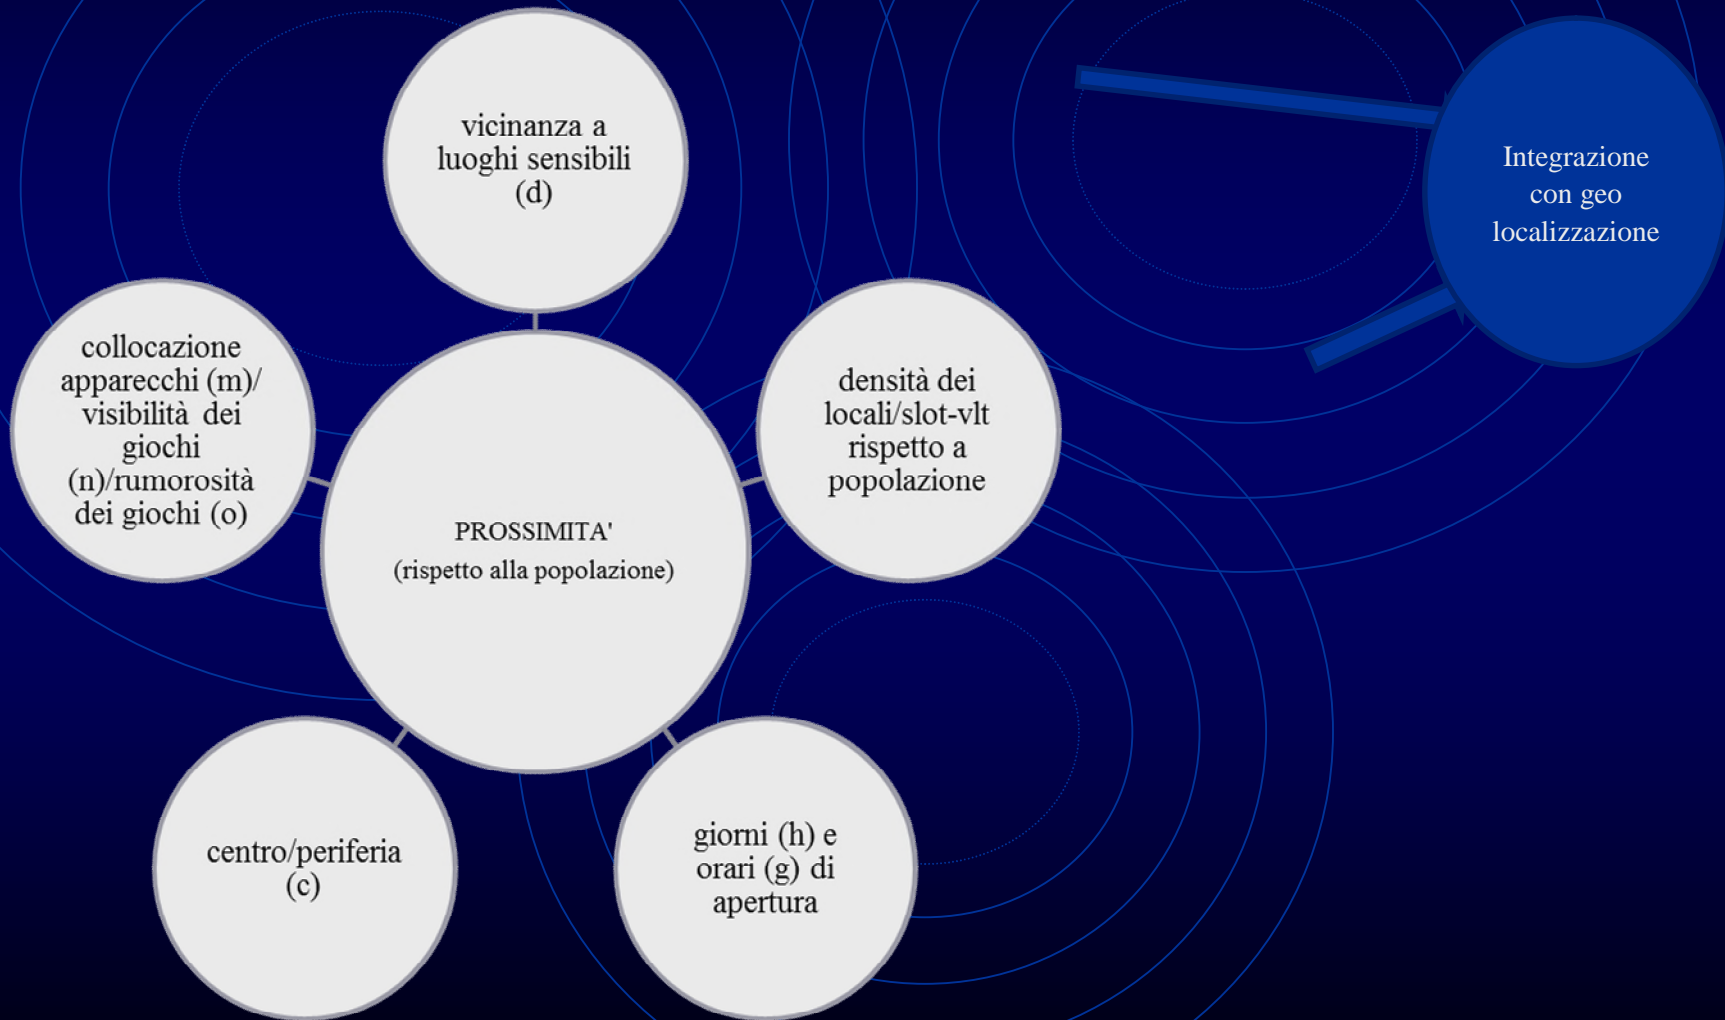 vicinanza a
luoghi sensibili
(d)
Integrazione
con geo
localizzazione
collocazione
apparecchi (m)/
visibilità dei
giochi
(n)/rumorosità
dei giochi (o)
densità dei
locali/slot-vlt
rispetto a
popolazione
PROSSIMITA'
(rispetto alla popolazione)
centro/periferia
(c)
giorni (h) e
orari (g) di
apertura